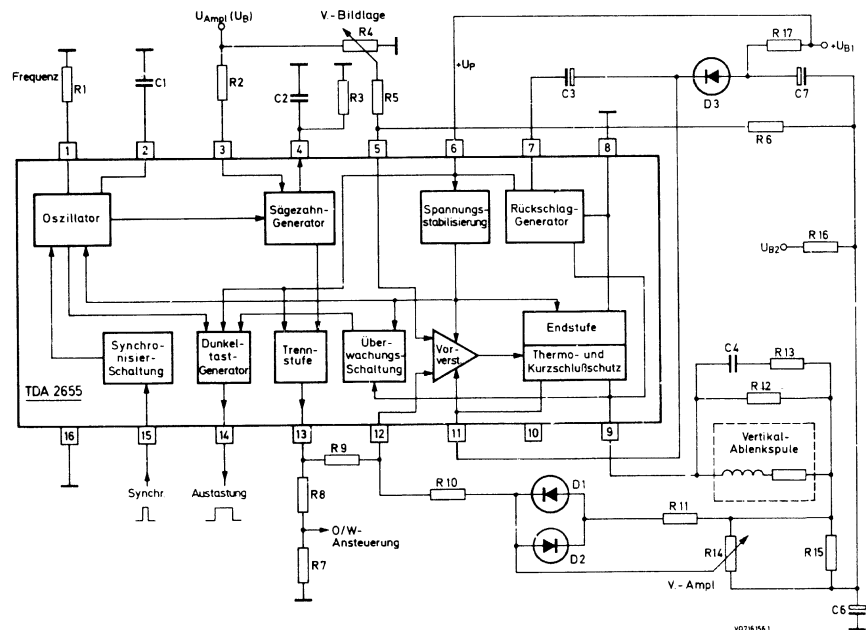 U_Ampl (U_B)
V.-Bildlage
R4
R17
+U_B1
Frequenz
R1
C1
R2
C2
R3
R5
+U_P
C3
D3
C7
R6
1
2
3
4
5
6
7
8
Oszillator
Sägezahn-
Generator
Spannungs-
stabilisierung
Rückschlag-
Generator
U_B2
R16
Synchroni-
sier-
Schaltung
Dunkel-
tast-
Generator
Trenn-
stufe
Über-
wachungs-
Schaltung
Vor-
verst.
Endstufe
Thermo- und
Kurzschlußschutz
C4
R13
R12
TDA 2655
16
15
14
13
12
11
10
9
Vertikal-
Ablenkspule
Synchr.
Austastung
R9
R8
R10
D1
D2
R11
R14
R15
O/W-
Ansteuerung
R7
V.-Ampl
C6